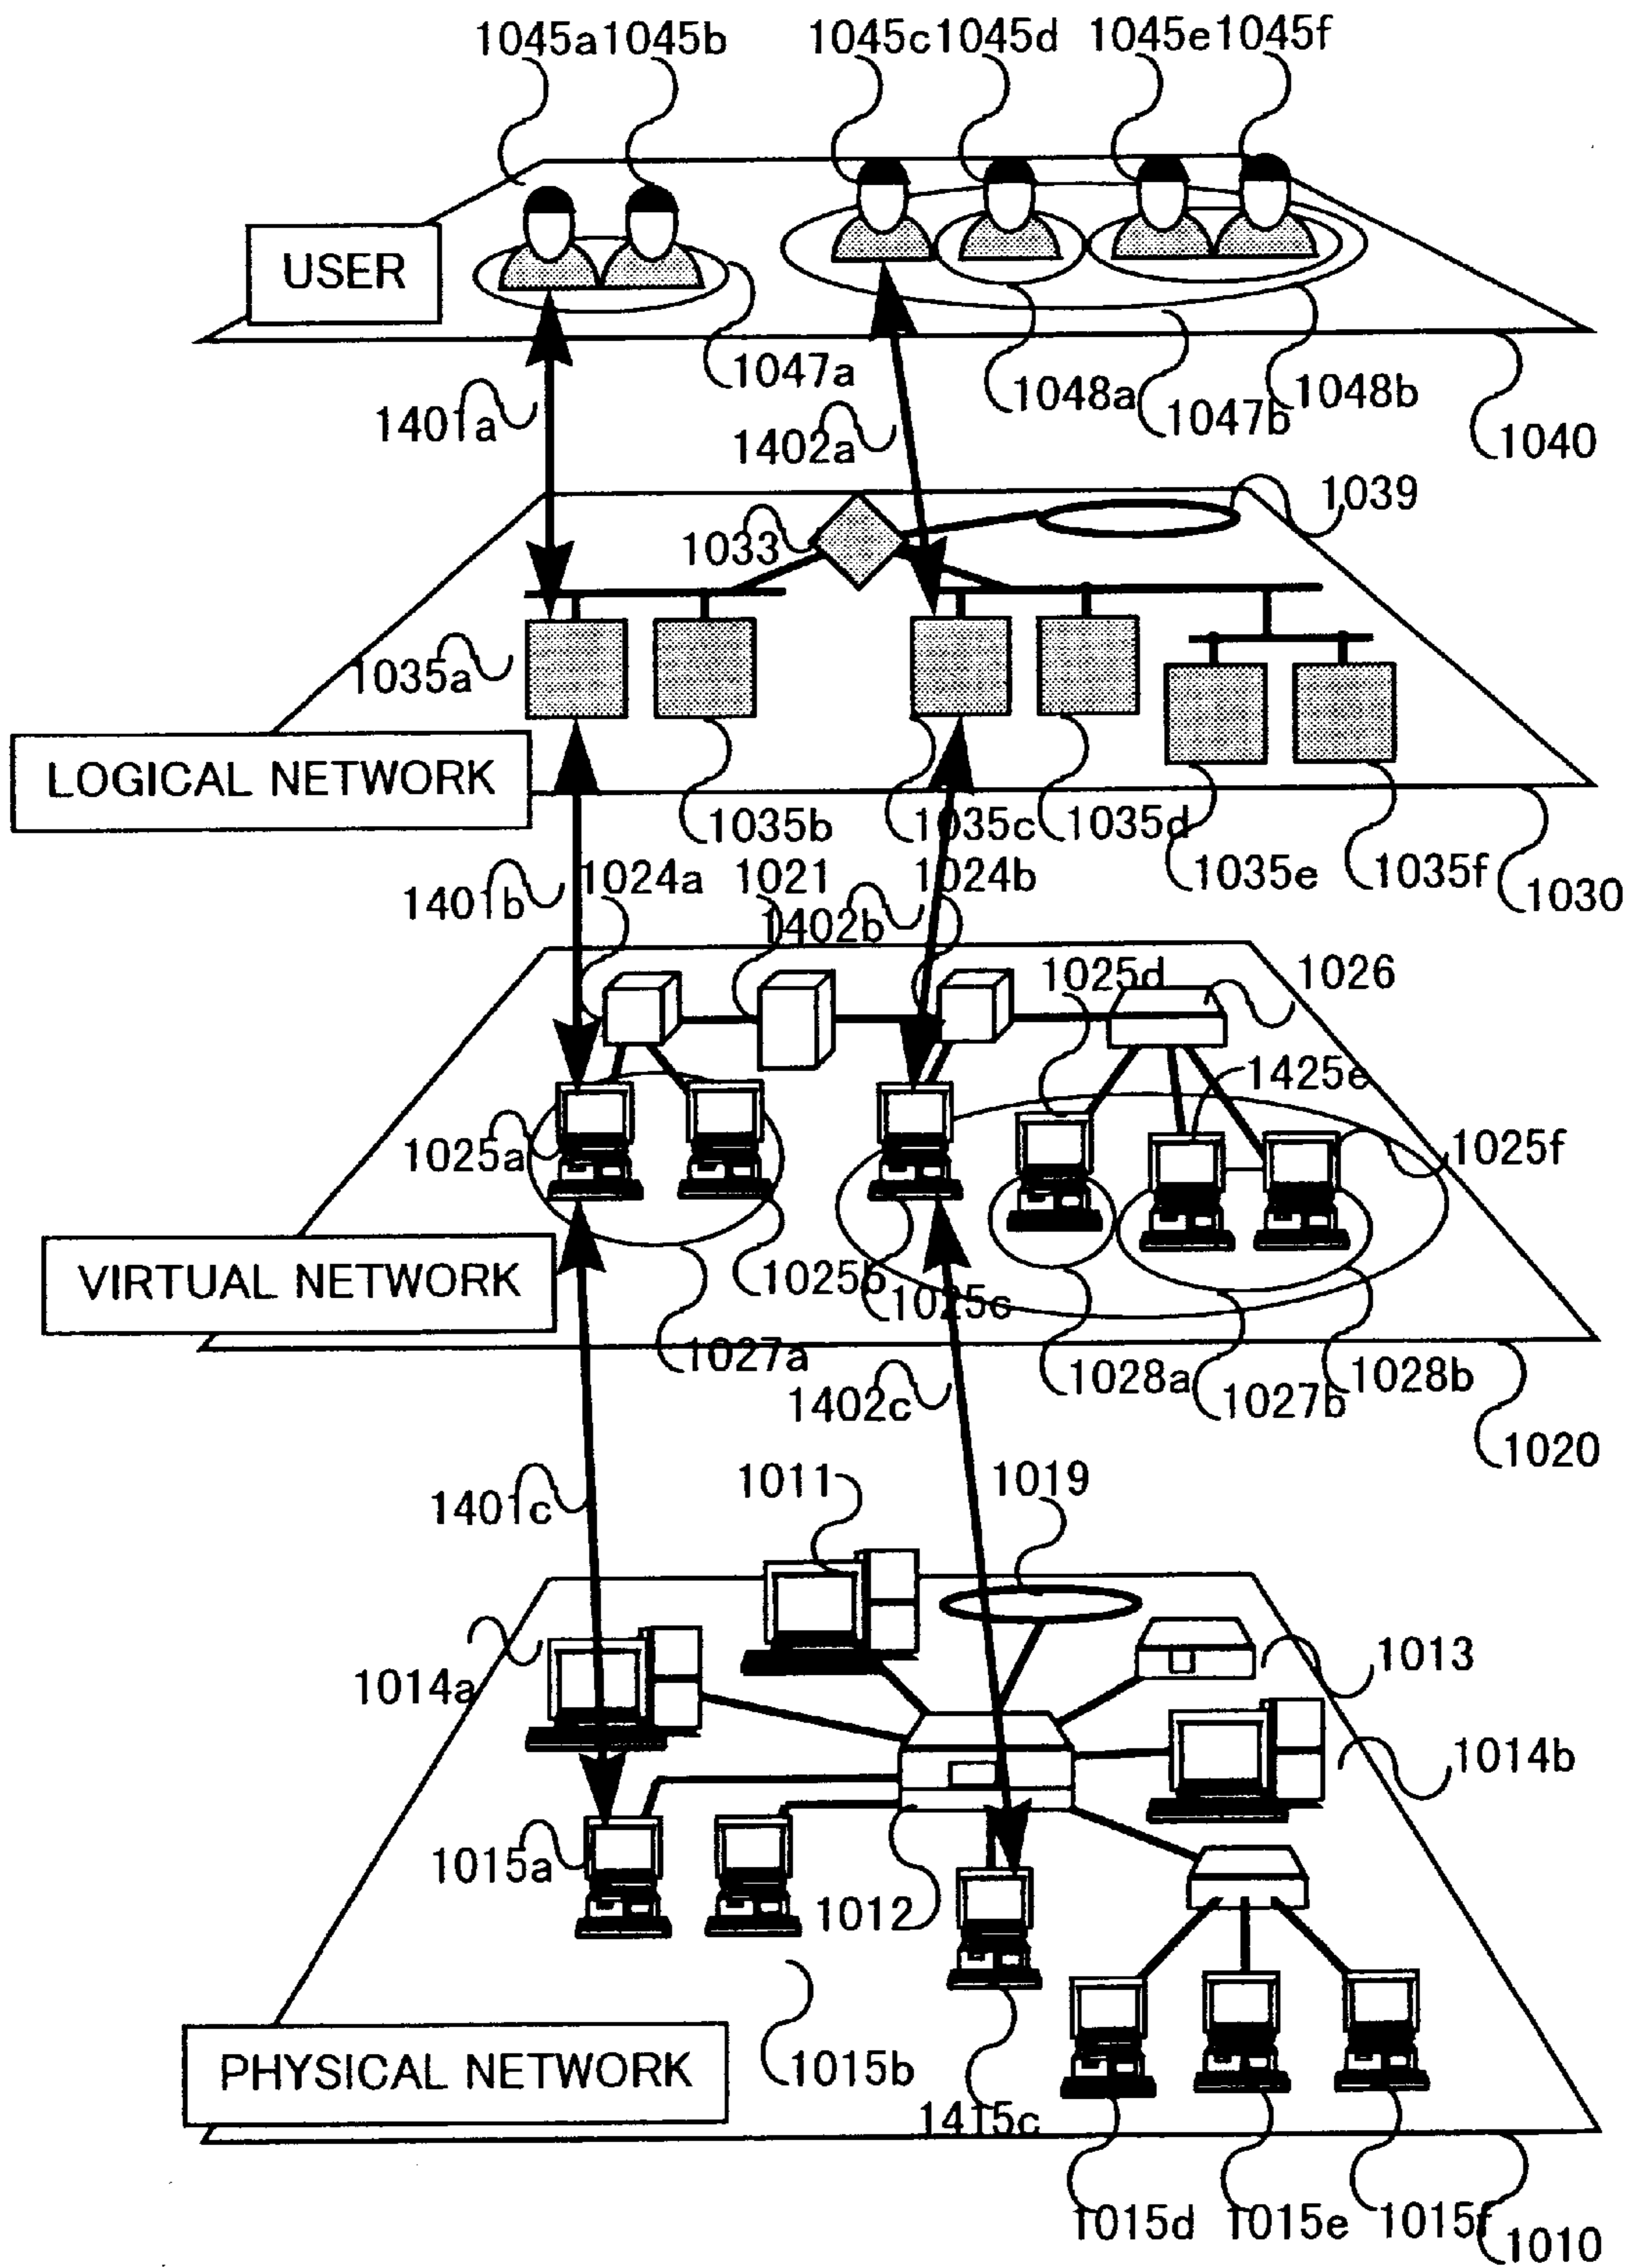 1045a 1045b 1045c 1045d 1045e 1045f
USER
1047a
1048a
1047b
1048b
1401a
1402a
1040
1039
1033
1035a
LOGICAL NETWORK
1035b
1035c
1035d
1035e
1035f
1030
1401b
1024a
1021
1402b
1024b
1025d
1026
1425e
1025a
1025f
VIRTUAL NETWORK
1025b
1025c
1027a
1028a
1027b
1028b
1402c
1020
1401c
1011
1019
1014a
1013
1014b
1015a
1012
PHYSICAL NETWORK
1015b
1415c
1015d
1015e
1015f
1010